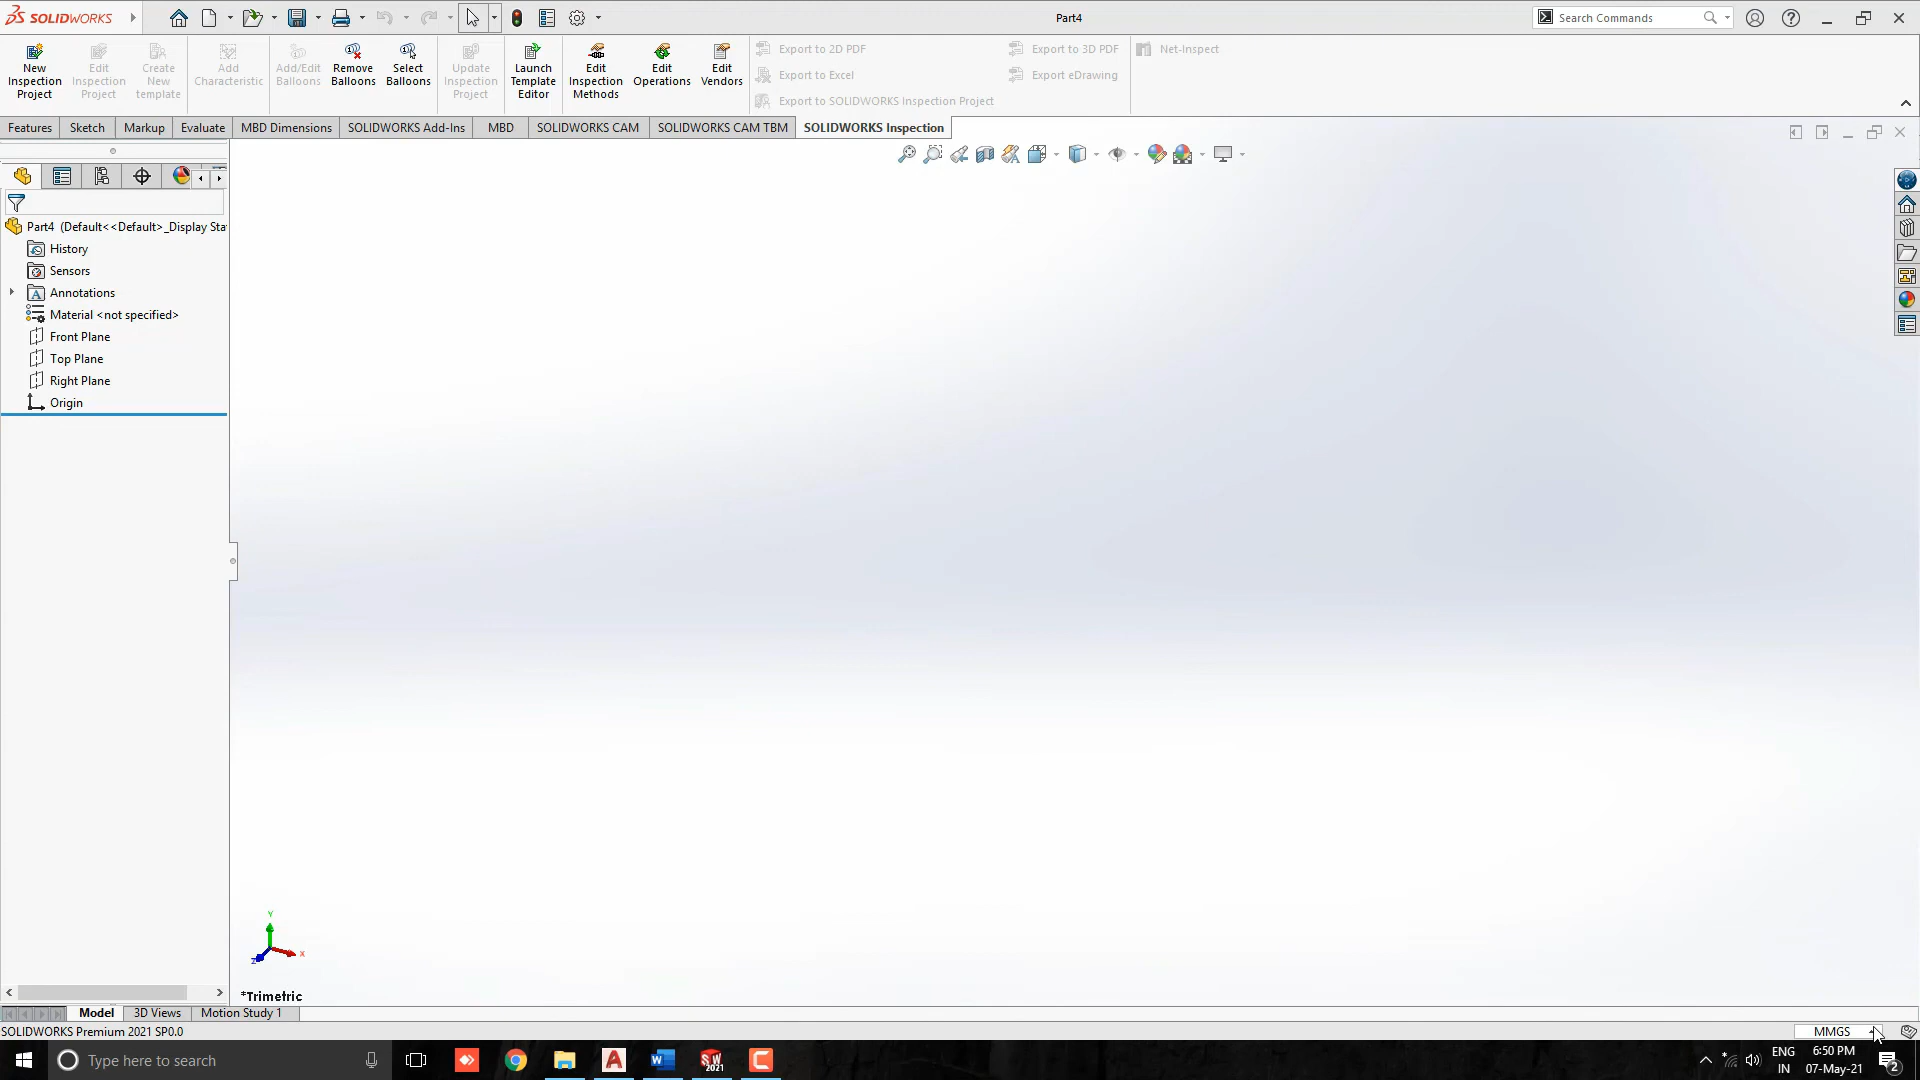 SOLIDWORKS
Part4
Search Commands
New Inspection Project
Edit Inspection Project
Create New template
Add Characteristic
Add/Edit Balloons
Remove Balloons
Select Balloons
Update Inspection Project
Launch Template Editor
Edit Inspection Methods
Edit Operations
Edit Vendors
Export to 2D PDF
Export to Excel
Export to SOLIDWORKS Inspection Project
Export to 3D PDF
Export eDrawing
Net-Inspect
Features
Sketch
Markup
Evaluate
MBD Dimensions
SOLIDWORKS Add-Ins
MBD
SOLIDWORKS CAM
SOLIDWORKS CAM TBM
SOLIDWORKS Inspection
Part4 (Default<<Default>_Display Sta
History
Sensors
Annotations
Material <not specified>
Front Plane
Top Plane
Right Plane
Origin
Y
X
Z
*Trimetric
Model
3D Views
Motion Study 1
SOLIDWORKS Premium 2021 SP0.0
MMGS
Type here to search
ENG
IN
6:50 PM
07-May-21
2